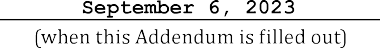 September 6, 2023
(when this Addendum is filled out)